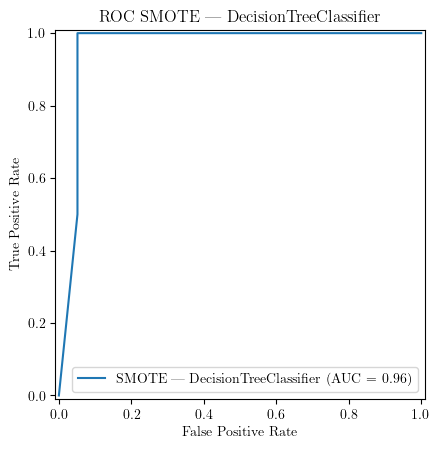 ROC SMOTE — DecisionTreeClassifier
True Positive Rate
1.0
0.8
0.6
0.4
0.2
0.0
SMOTE — DecisionTreeClassifier (AUC = 0.96)
0.0 0.2 0.4 0.6 0.8 1.0
False Positive Rate